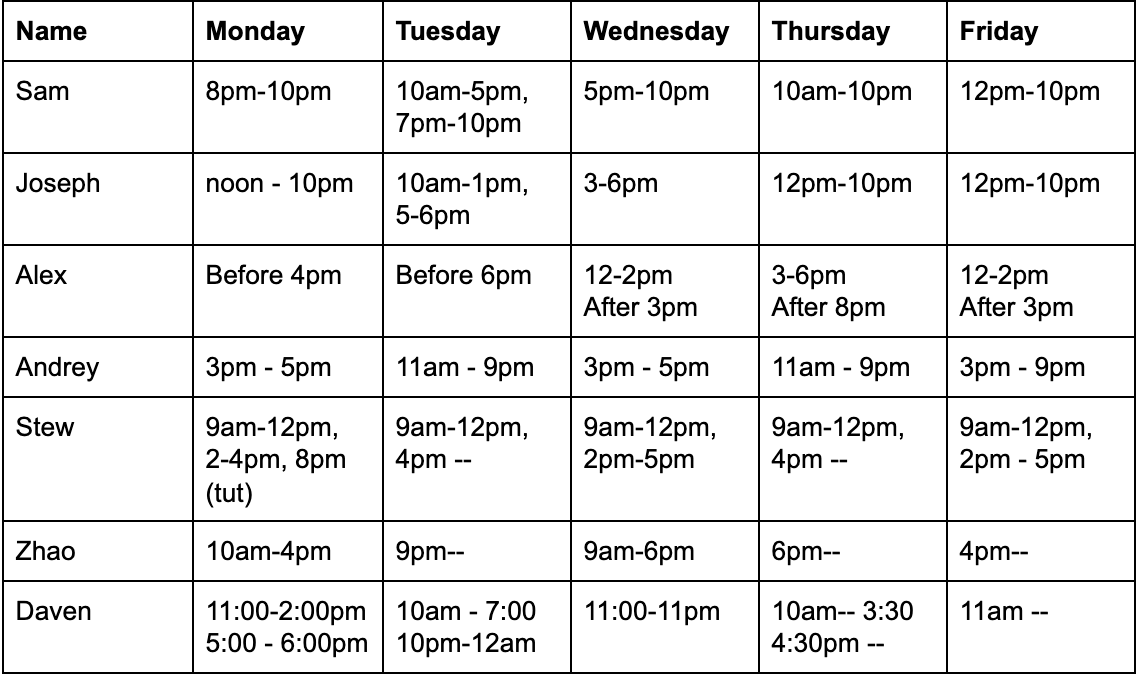 Name Monday Tuesday Wednesday Thursday Friday
Sam 8pm-10pm 10am-5pm, 5pm-10pm 10am-10pm 12pm-10pm
7pm-10pm
Joseph noon - 10pm 10am-1pm, 3-6pm 12pm-10pm 12pm-10pm
5-6pm
Alex Before 4pm Before 6pm 12-2pm 3-6pm 12-2pm
After 3pm After 8pm After 3pm
Andrey 3pm - 5pm 11am - 9pm 3pm - 5pm 11am - 9pm 3pm - 9pm
Stew 9am-12pm, 9am-12pm, 9am-12pm, 9am-12pm, 9am-12pm,
2-4pm, 8pm 4pm -- 2pm-5pm 4pm -- 2pm - 5pm
(tut)
Zhao 10am-4pm 9pm-- 9am-6pm 6pm-- 4pm--
Daven 11:00-2:00pm 10am - 7:00 11:00-11pm 10am-- 3:30 11am --
5:00 - 6:00pm 10pm-12am 4:30pm --